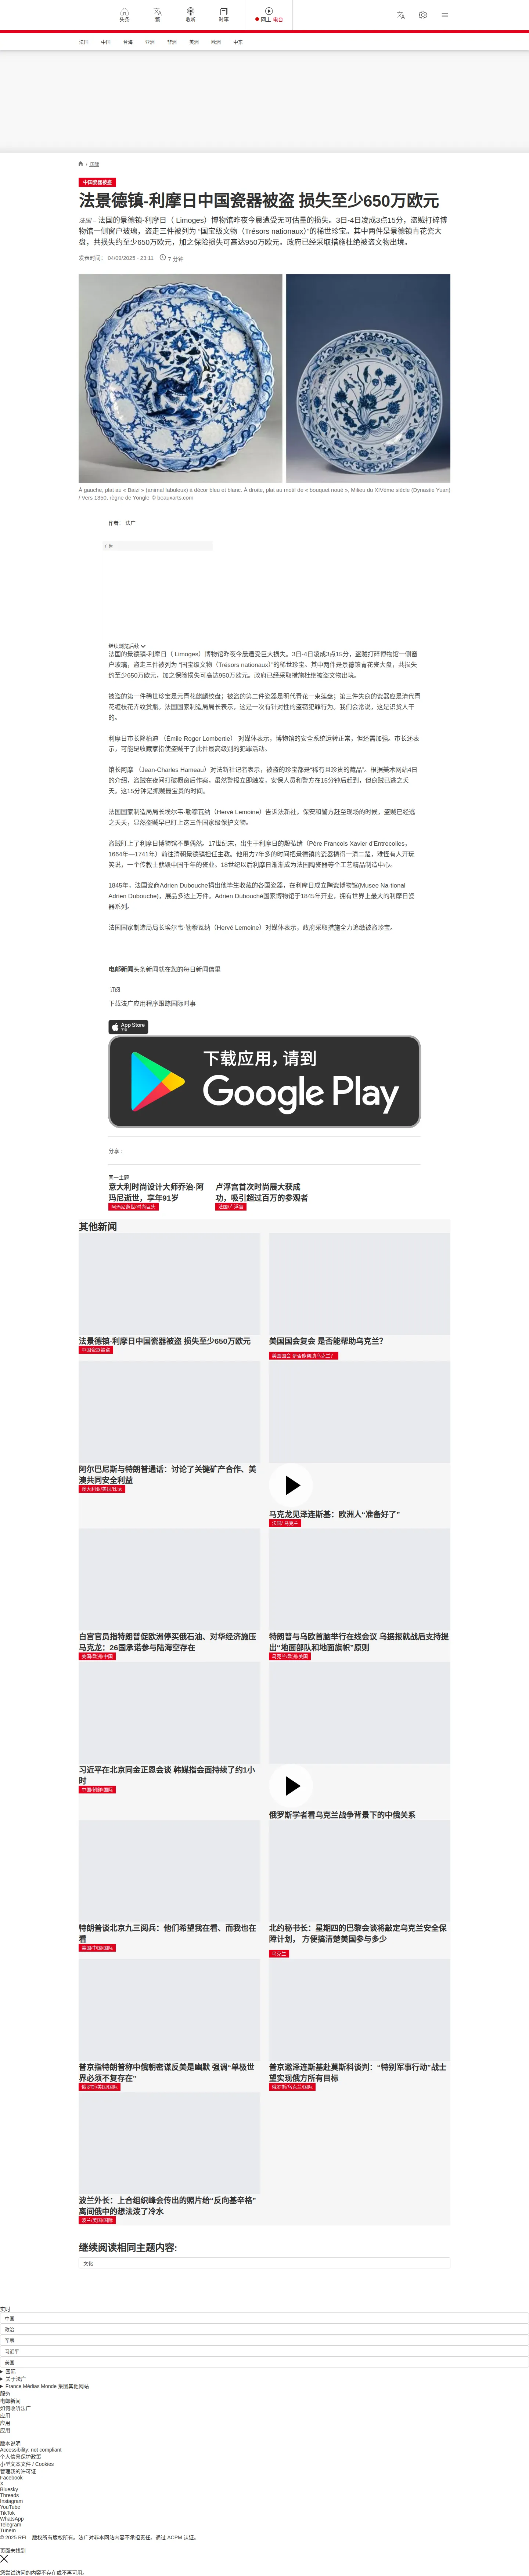 头条
繁
收听
时事
网上 电台
法国
中国
台海
亚洲
非洲
美洲
欧洲
中东
/ 国际
中国瓷器被盗
法景德镇-利摩日中国瓷器被盗 损失至少650万欧元
法国 – 法国的景德镇-利摩日（ Limoges）博物馆昨夜今晨遭受无可估量的损失。3日-4日凌成3点15分，盗贼打碎博
物馆一侧窗户玻璃，盗走三件被列为 “国宝级文物（Trésors nationaux）”的稀世珍宝。其中两件是景德镇青花瓷大
盘，共损失约至少650万欧元，加之保险损失可高达950万欧元。政府已经采取措施杜绝被盗文物出境。
发表时间： 04/09/2025 - 23:11
7 分钟
À gauche, plat au « Baizi » (animal fabuleux) à décor bleu et blanc. À droite, plat au motif de « bouquet noué », Milieu du XIVème siècle (Dynastie Yuan)
/ Vers 1350, règne de Yongle © beauxarts.com
作者： 法广
广告
继续浏览后续
法国的景德镇-利摩日（ Limoges）博物馆昨夜今晨遭受巨大损失。3日-4日凌成3点15分，盗贼打碎博物馆一侧窗
户玻璃，盗走三件被列为 “国宝级文物（Trésors nationaux）”的稀世珍宝。其中两件是景德镇青花瓷大盘，共损失
约至少650万欧元，加之保险损失可高达950万欧元。政府已经采取措施杜绝被盗文物出境。
被盗的第一件稀世珍宝是元青花麒麟纹盘；被盗的第二件瓷器是明代青花一束莲盘；第三件失窃的瓷器应是清代青
花缠枝花卉纹赏瓶。法国国家制造局局长表示，这是一次有针对性的盗窃犯罪行为。我们会常说，这是识货人干
的。
利摩日市长隆柏迪 （Émile Roger Lombertie） 对媒体表示，博物馆的安全系统运转正常，但还需加强。市长还表
示，可能是收藏家指使盗贼干了此件最高级别的犯罪活动。
馆长阿摩 （Jean-Charles Hameau）对法新社记者表示，被盗的珍宝都是“稀有且珍贵的藏品”。根据美术网站4日
的介绍，盗贼在夜间打破橱窗后作案，虽然警报立即触发，安保人员和警方在15分钟后赶到，但窃贼已逃之夭
夭。这15分钟是抓贼最宝贵的时间。
法国国家制造局局长埃尔韦·勒穆瓦纳（Hervé Lemoine）告诉法新社，保安和警方赶至现场的时候，盗贼已经逃
之夭夭，显然盗贼早已盯上这三件国家级保护文物。
盗贼盯上了利摩日博物馆不是偶然。17世纪末，出生于利摩日的殷弘绪（Père Francois Xavier d'Entrecolles，
1664年—1741年）前往清朝景德镇担任主教。他用力7年多的时间把景德镇的瓷器搞得一清二楚，难怪有人开玩
笑说，一个传教士就毁中国千年的瓷业。18世纪以后利摩日渐渐成为法国陶瓷器等个工艺精品制造中心。
1845年，法国瓷商Adrien Dubouche捐出他毕生收藏的各国瓷器，在利摩日成立陶瓷博物馆(Musee Na-tional
Adrien Dubouche)。展品多达上万件。Adrien Dubouché国家博物馆于1845年开业，拥有世界上最大的利摩日瓷
器系列。
法国国家制造局局长埃尔韦·勒穆瓦纳（Hervé Lemoine）对媒体表示，政府采取措施全力追缴被盗珍宝。
电邮新闻头条新闻就在您的每日新闻信里
订阅
下载法广应用程序跟踪国际时事
App Store
下载
下载应用，请到
Google Play
分享 :
同一主题
意大利时尚设计大师乔治·阿
玛尼逝世，享年91岁
阿玛尼逝世/时尚巨头
卢浮宫首次时尚展大获成
功，吸引超过百万的参观者
法国/卢浮宫
其他新闻
法景德镇-利摩日中国瓷器被盗 损失至少650万欧元
中国瓷器被盗
美国国会复会 是否能帮助乌克兰?
美国国会 是否能帮助乌克兰？
阿尔巴尼斯与特朗普通话：讨论了关键矿产合作、美
澳共同安全利益
澳大利亚/美国/印太
马克龙见泽连斯基：欧洲人“准备好了”
法国/ 乌克兰
白宫官员指特朗普促欧洲停买俄石油、对华经济施压
马克龙：26国承诺参与陆海空存在
美国/欧洲/中国
特朗普与乌欧首脑举行在线会议 乌据报就战后支持提
出“地面部队和地面旗帜”原则
乌克兰/欧洲/美国
习近平在北京同金正恩会谈 韩媒指会面持续了约1小
时
中国/朝鲜/国际
俄罗斯学者看乌克兰战争背景下的中俄关系
特朗普谈北京九三阅兵：他们希望我在看、而我也在
看
美国/中国/国际
北约秘书长：星期四的巴黎会谈将敲定乌克兰安全保
障计划， 方便搞清楚美国参与多少
乌克兰
普京指特朗普称中俄朝密谋反美是幽默 强调“单极世
界必须不复存在”
俄罗斯/美国/国际
普京邀泽连斯基赴莫斯科谈判：“特别军事行动”战士
望实现俄方所有目标
俄罗斯/乌克兰/国际
波兰外长：上合组织峰会传出的照片给“反向基辛格”
离间俄中的想法泼了冷水
波兰/美国/国际
继续阅读相同主题内容:
文化
实时
中国
政治
军事
习近平
美国
国际
关于法广
France Médias Monde 集团其他网站
服务
电邮新闻
如何收听法广
应用
应用
应用
版本说明
Accessibility: not compliant
个人信息保护政策
小型文本文件 / Cookies
管理我的许可证
Facebook
X
Bluesky
Threads
Instagram
YouTube
TikTok
WhatsApp
Telegram
TuneIn
© 2025 RFI – 版权所有版权所有。法广对非本网站内容不承担责任。通过 ACPM 认证。
页面未找到
您尝试访问的内容不存在或不再可用。